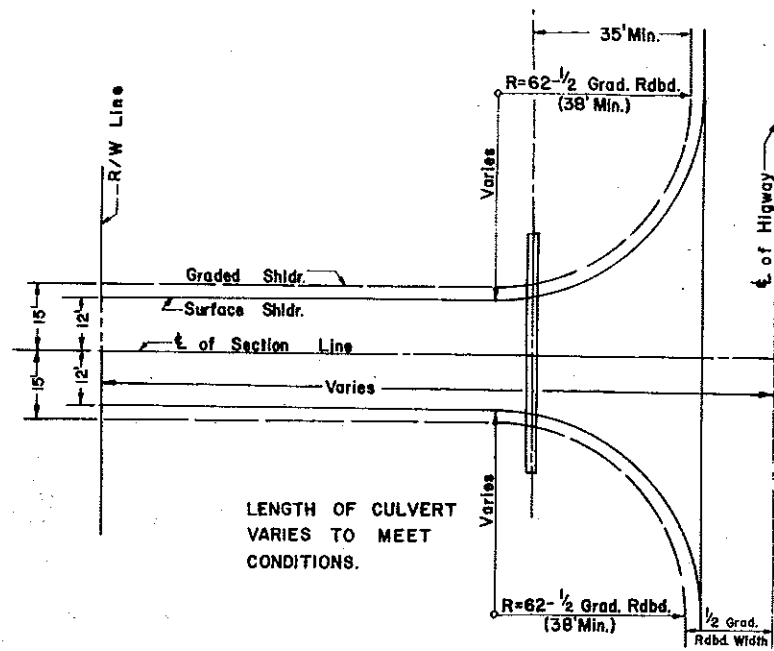 35' Min.
R=62-1/2 Grad. Rdbd.
(38' Min.)
R/W Line
Varies
℄ of Higway
Graded Shldr.
Surface Shldr.
15'
12'
℄ of Section Line
15'
12'
Varies
LENGTH OF CULVERT
VARIES TO MEET
CONDITIONS.
Varies
R=62-1/2 Grad. Rdbd.
(38' Min.)
1/2 Grad.
Rdbd. Width